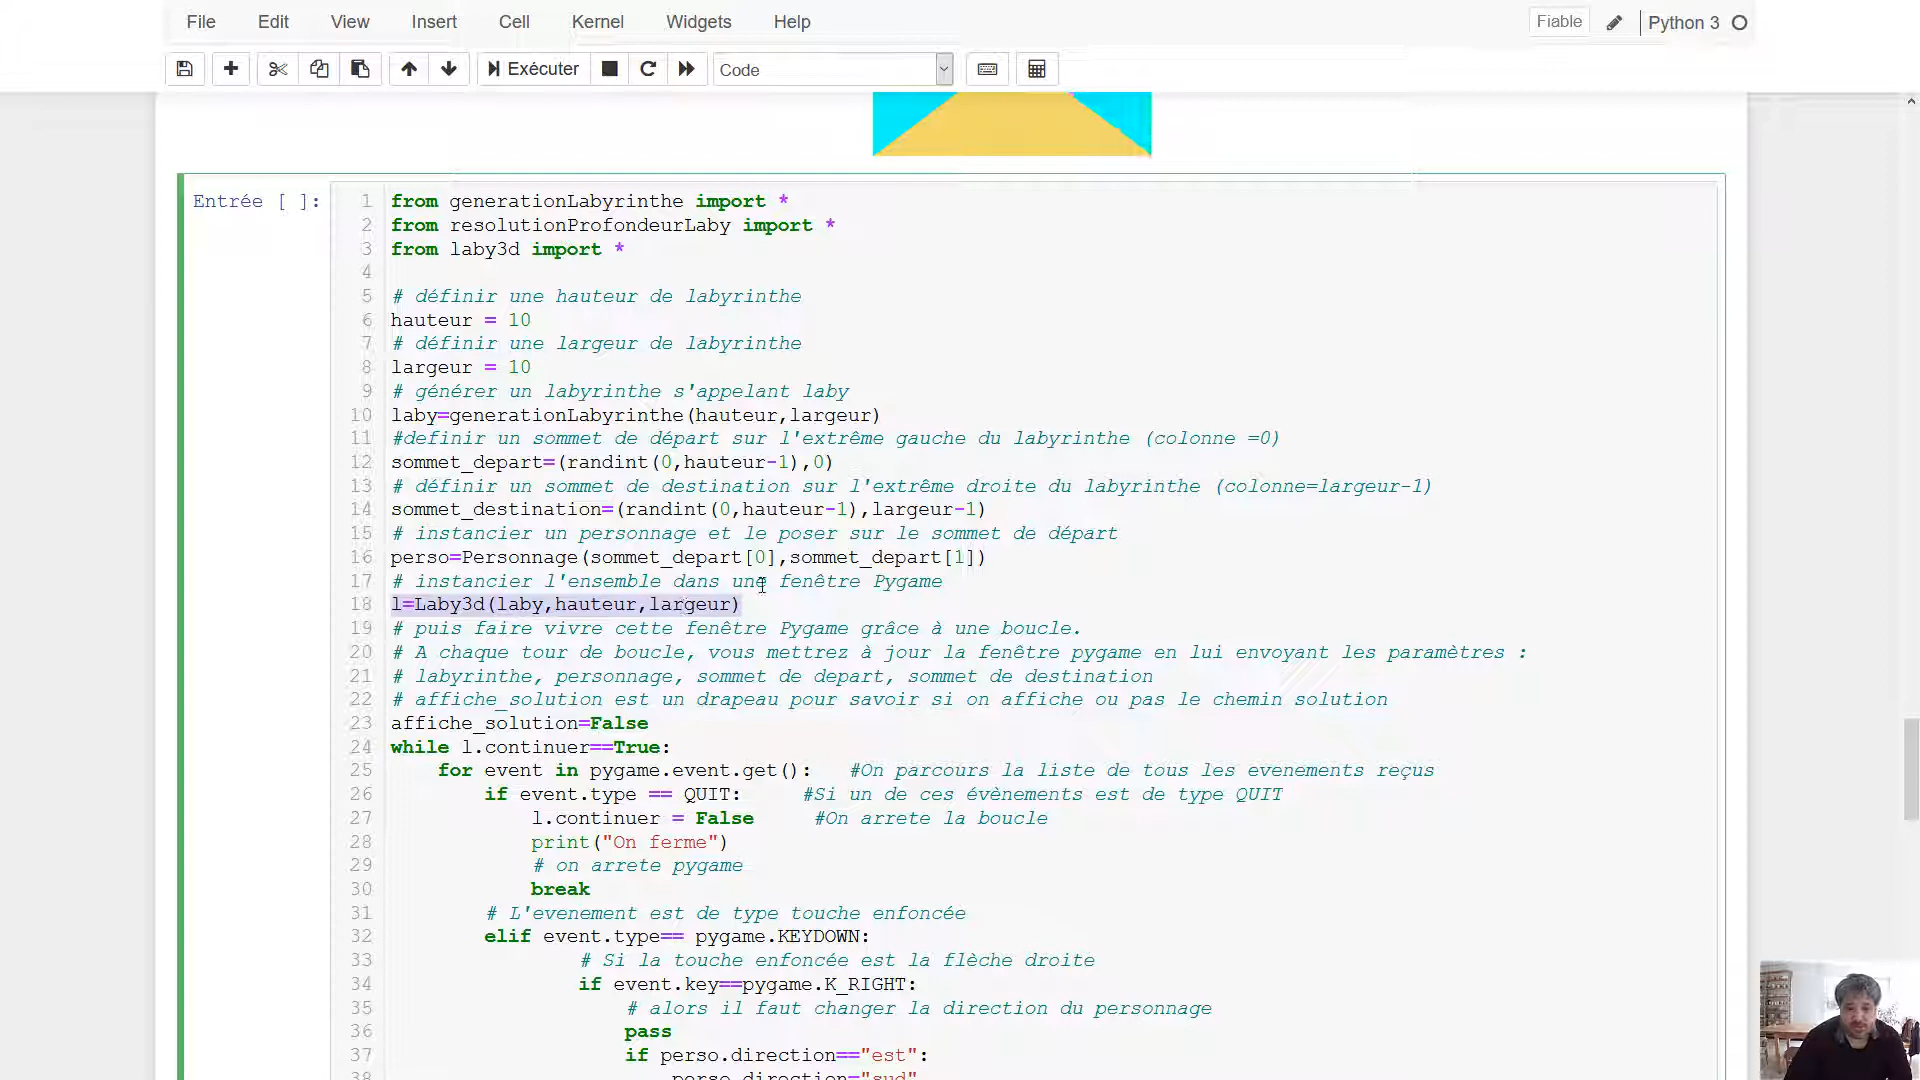 File Edit View Insert Cell Kernel Widgets Help Fiable Python 3
Exécuter Code
Entrée [ ]:
1 from generationLabyrinthe import *
2 from resolutionProfondeurLaby import *
3 from laby3d import *
4
5 # définir une hauteur de labyrinthe
6 hauteur = 10
7 # définir une largeur de labyrinthe
8 largeur = 10
9 # générer un labyrinthe s'appelant laby
10 laby=generationLabyrinthe(hauteur,largeur)
11 #definir un sommet de départ sur l'extrême gauche du labyrinthe (colonne =0)
12 sommet_depart=(randint(0,hauteur-1),0)
13 # définir un sommet de destination sur l'extrême droite du labyrinthe (colonne=largeur-1)
14 sommet_destination=(randint(0,hauteur-1),largeur-1)
15 # instancier un personnage et le poser sur le sommet de départ
16 perso=Personnage(sommet_depart[0],sommet_depart[1])
17 # instancier l'ensemble dans une fenêtre Pygame
18 l=Laby3d(laby,hauteur,largeur)
19 # puis faire vivre cette fenêtre Pygame grâce à une boucle.
20 # A chaque tour de boucle, vous mettrez à jour la fenêtre pygame en lui envoyant les paramètres :
21 # labyrinthe, personnage, sommet de depart, sommet de destination
22 # affiche_solution est un drapeau pour savoir si on affiche ou pas le chemin solution
23 affiche_solution=False
24 while l.continuer==True:
25 for event in pygame.event.get(): #On parcours la liste de tous les evenements reçus
26 if event.type == QUIT: #Si un de ces évènements est de type QUIT
27 l.continuer = False #On arrete la boucle
28 print("On ferme")
29 # on arrete pygame
30 break
31 # L'evenement est de type touche enfoncée
32 elif event.type== pygame.KEYDOWN:
33 # Si la touche enfoncée est la flèche droite
34 if event.key==pygame.K_RIGHT:
35 # alors il faut changer la direction du personnage
36 pass
37 if perso.direction=="est":
38 perso.direction="sud"